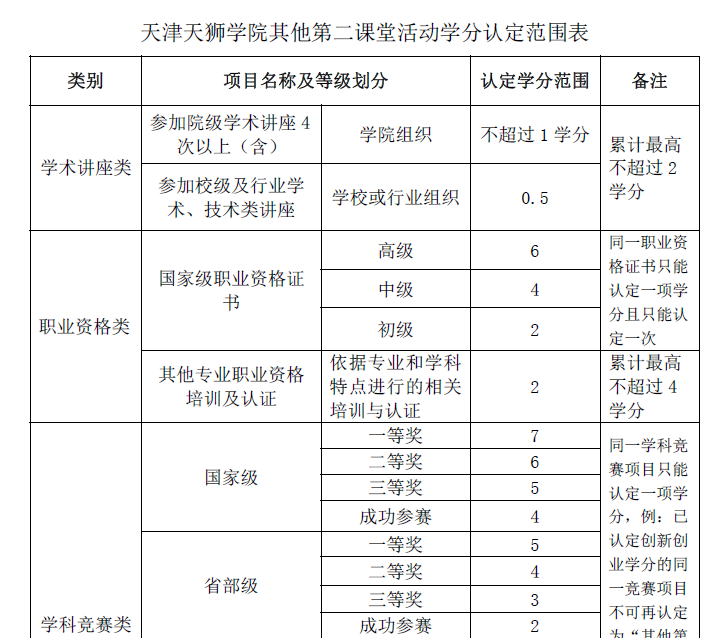 天津天狮学院其他第二课堂活动学分认定范围表
类别
项目名称及等级划分
认定学分范围
备注
学术讲座类
参加院级学术讲座 4
次以上（含）
学院组织
不超过 1 学分
累计最高
不超过 2
学分
参加校级及行业学
术、技术类讲座
学校或行业组织
0.5
职业资格类
国家级职业资格证
书
高级
6
同一职业资
格证书只能
认定一项学
分且只能认
定一次
中级
4
初级
2
其他专业职业资格
培训及认证
依据专业和学科
特点进行的相关
培训与认证
2
累计最高
不超过 4
学分
学科竞赛类
国家级
一等奖
7
同一学科竞
赛项目只能
认定一项学
分，例：已
认定创新创
业学分的同
一竞赛项目
不可再认定
为“其他第
二等奖
6
三等奖
5
成功参赛
4
省部级
一等奖
5
二等奖
4
三等奖
3
成功参赛
2